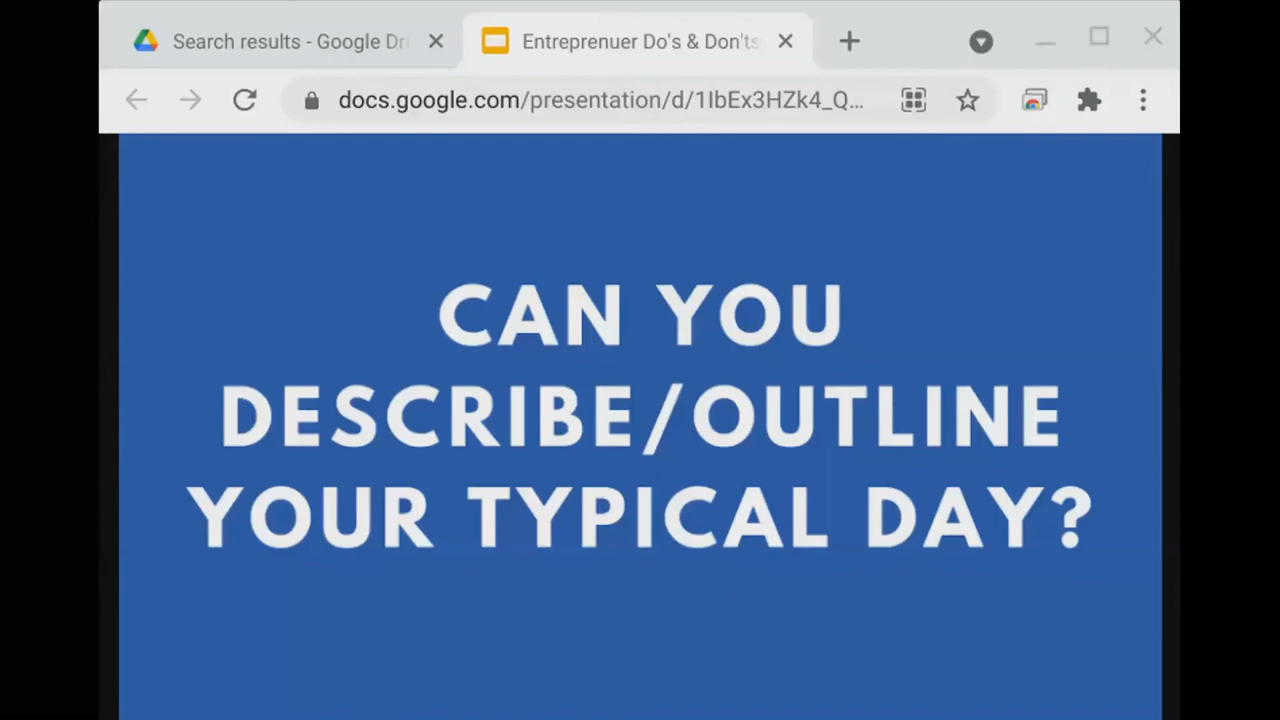 Search results - Google Dri
Entreprenuer Do's & Don'ts
docs.google.com/presentation/d/1IbEx3HZk4_Q...
CAN YOU
DESCRIBE/OUTLINE
YOUR TYPICAL DAY?